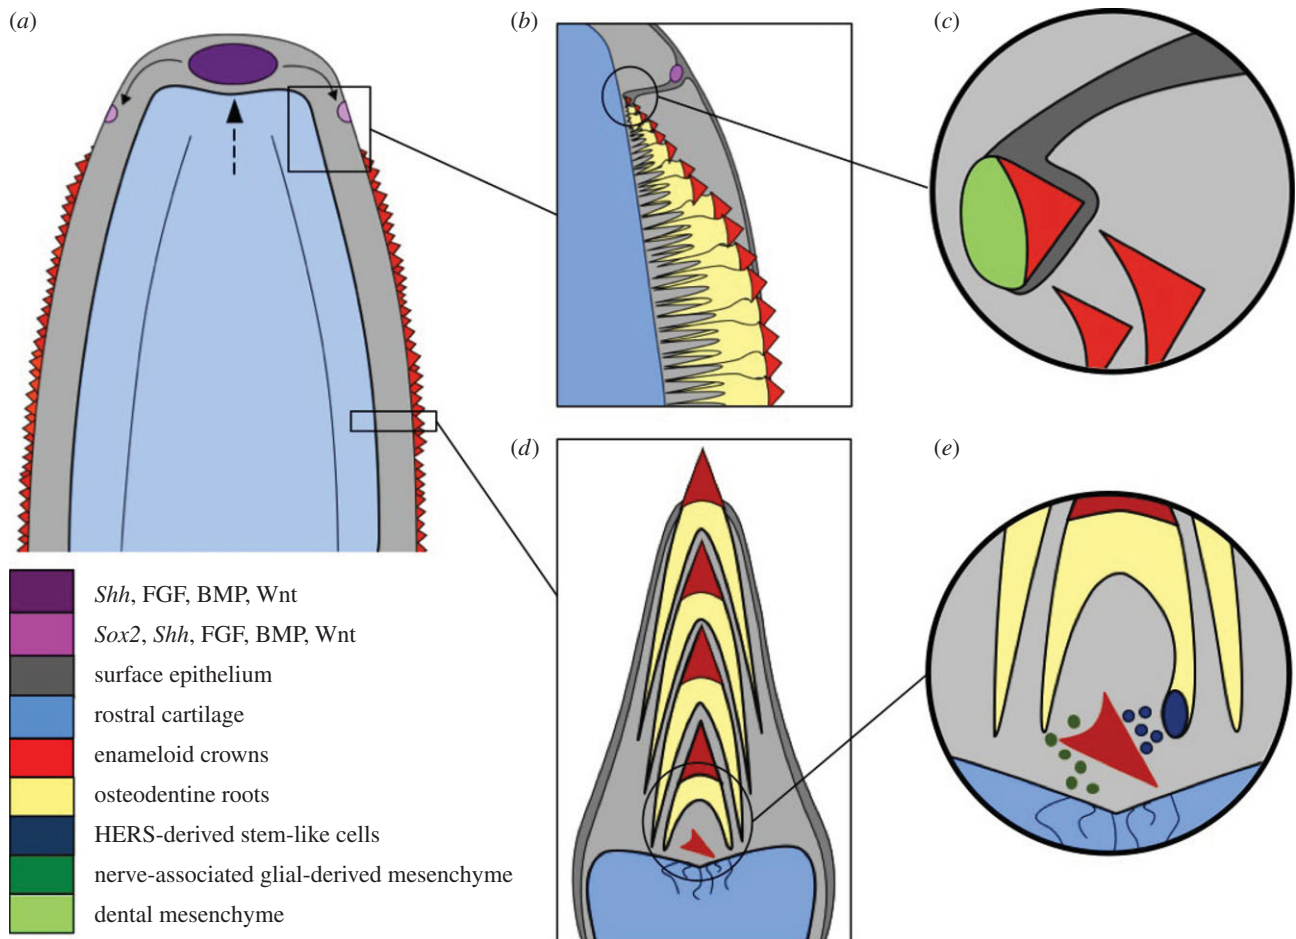 (a)
(b)
(c)
(d)
(e)
Shh, FGF, BMP, Wnt
Sox2, Shh, FGF, BMP, Wnt
surface epithelium
rostral cartilage
enameloid crowns
osteodentine roots
HERS-derived stem-like cells
nerve-associated glial-derived mesenchyme
dental mesenchyme